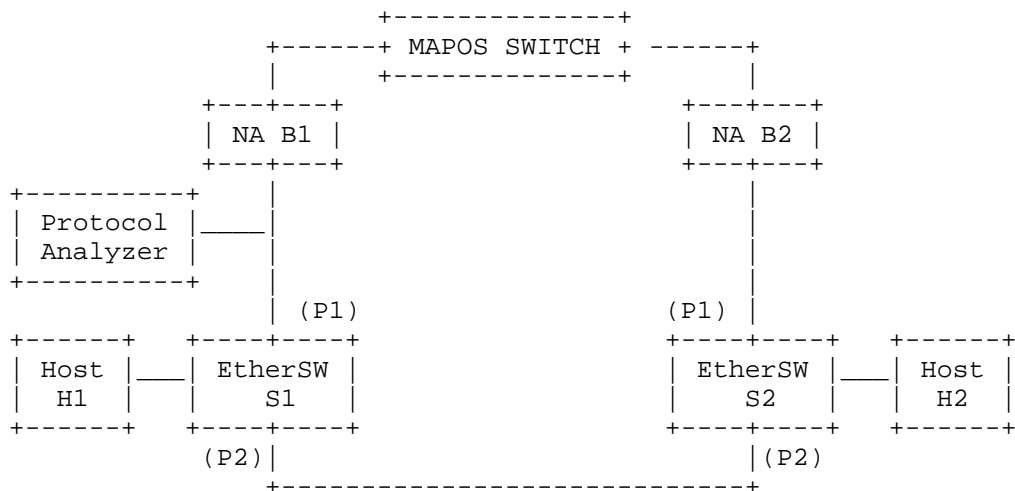 MAPOS SWITCH
NA B1 NA B2
Protocol
Analyzer
(P1) (P1)
Host EtherSW EtherSW Host
H1 S1 S2 H2
(P2) (P2)